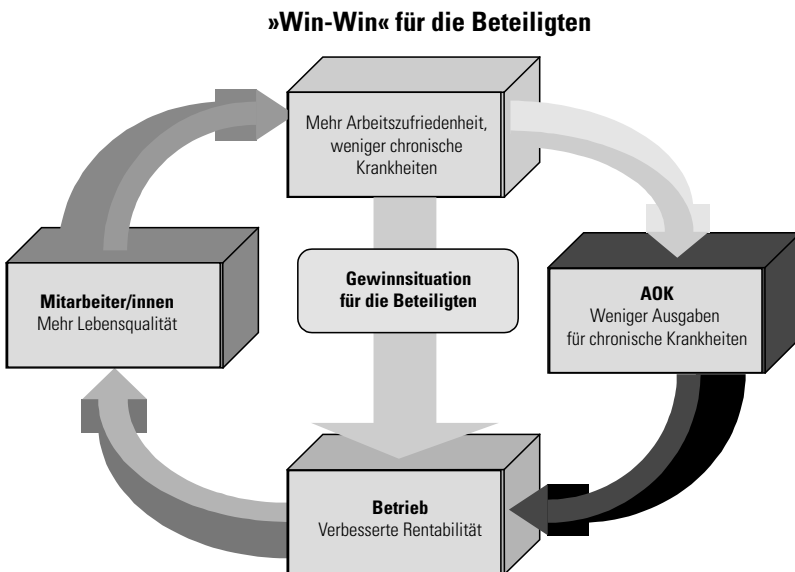 »Win-Win« für die Beteiligten
Mehr Arbeitszufriedenheit,
weniger chronische
Krankheiten
Mitarbeiter/innen
Mehr Lebensqualität
Gewinnsituation
für die Beteiligten
AOK
Weniger Ausgaben
für chronische Krankheiten
Betrieb
Verbesserte Rentabilität